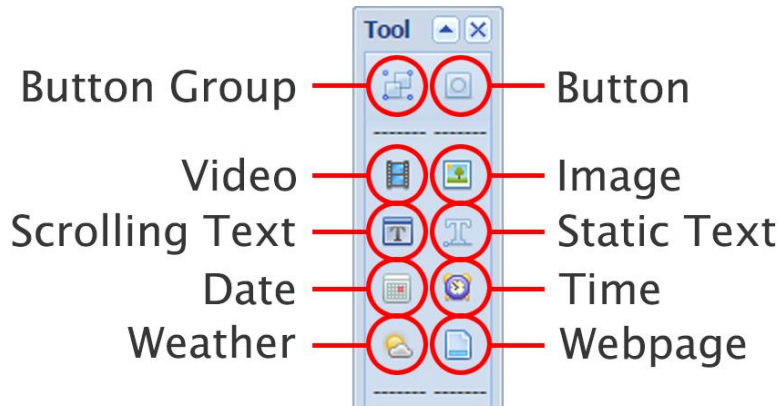 Tool
Button Group Button
Video Image
Scrolling Text T T Static Text
Date Time
Weather Webpage